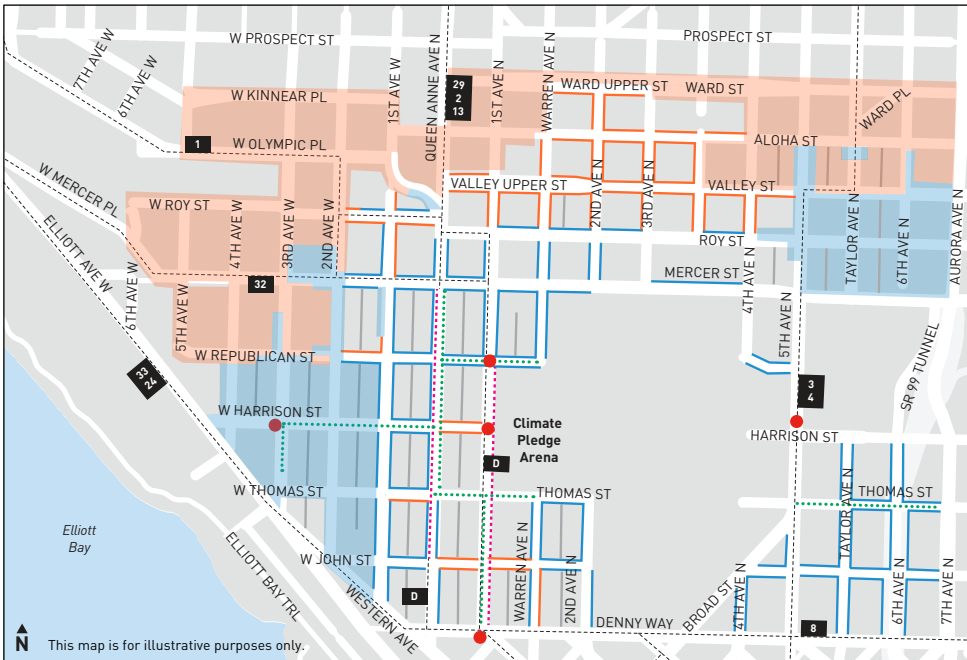 W PROSPECT ST
PROSPECT ST
7TH AVE W
6TH AVE W
1ST AVE W
QUEEN ANNE AVE N
29
2
13
1ST AVE N
WARREN AVE N
WARD UPPER ST
WARD ST
W KINNEAR PL
WARD PL
1
W OLYMPIC PL
ALOHA ST
W MERCER PL
VALLEY UPPER ST
2ND AVE N
3RD AVE N
VALLEY ST
W ROY ST
4TH AVE W
3RD AVE W
2ND AVE W
ROY ST
TAYLOR AVE N
6TH AVE N
AURORA AVE N
ELLIOTT AVE W
MERCER ST
32
6TH AVE W
5TH AVE W
4TH AVE N
5TH AVE N
W REPUBLICAN ST
33
24
3
4
SR 99 TUNNEL
W HARRISON ST
Climate
Pledge
Arena
HARRISON ST
D
W THOMAS ST
THOMAS ST
TAYLOR AVE N
THOMAS ST
Elliott
Bay
ELLIOTT BAY TRL
W JOHN ST
WARREN AVE N
2ND AVE N
BROAD ST
4TH AVE N
6TH AVE N
7TH AVE N
D
WESTERN AVE
DENNY WAY
8
N
This map is for illustrative purposes only.